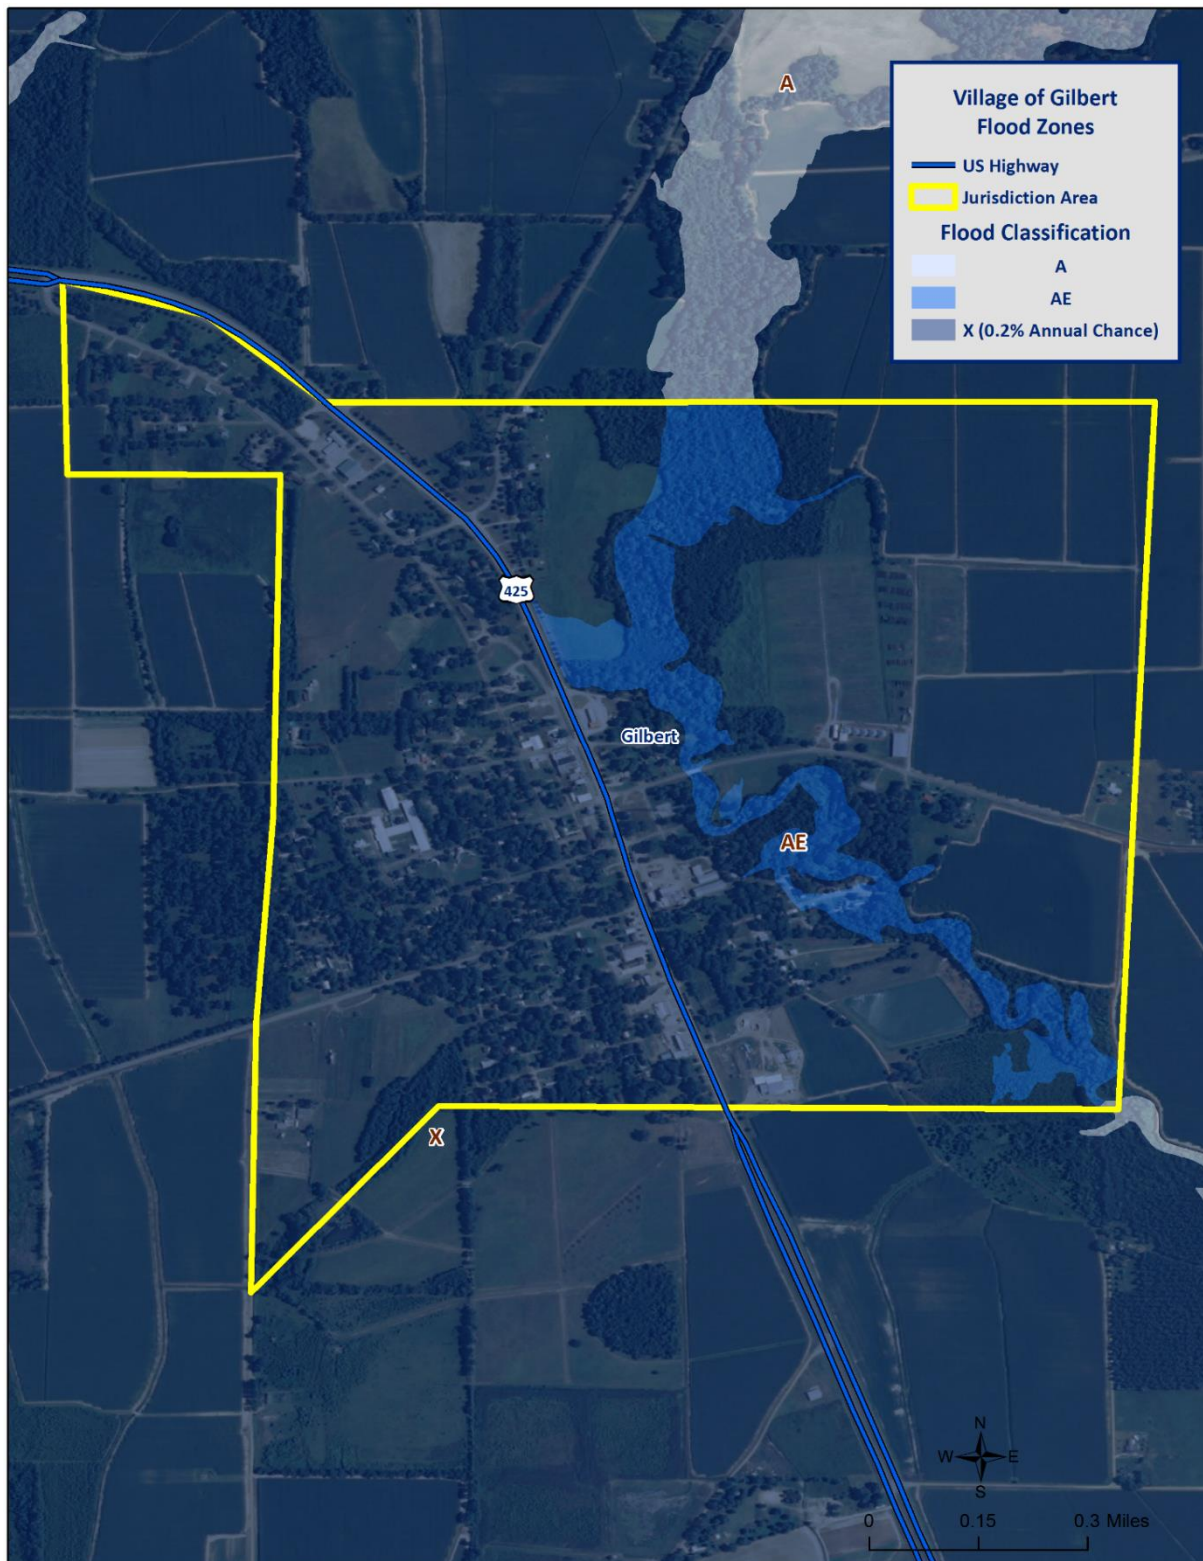 A
Village of Gilbert
Flood Zones
US Highway
Jurisdiction Area
Flood Classification
A
AE
X (0.2% Annual Chance)
425
Gilbert
AE
X
N
W E
S
0 0.15 0.3 Miles